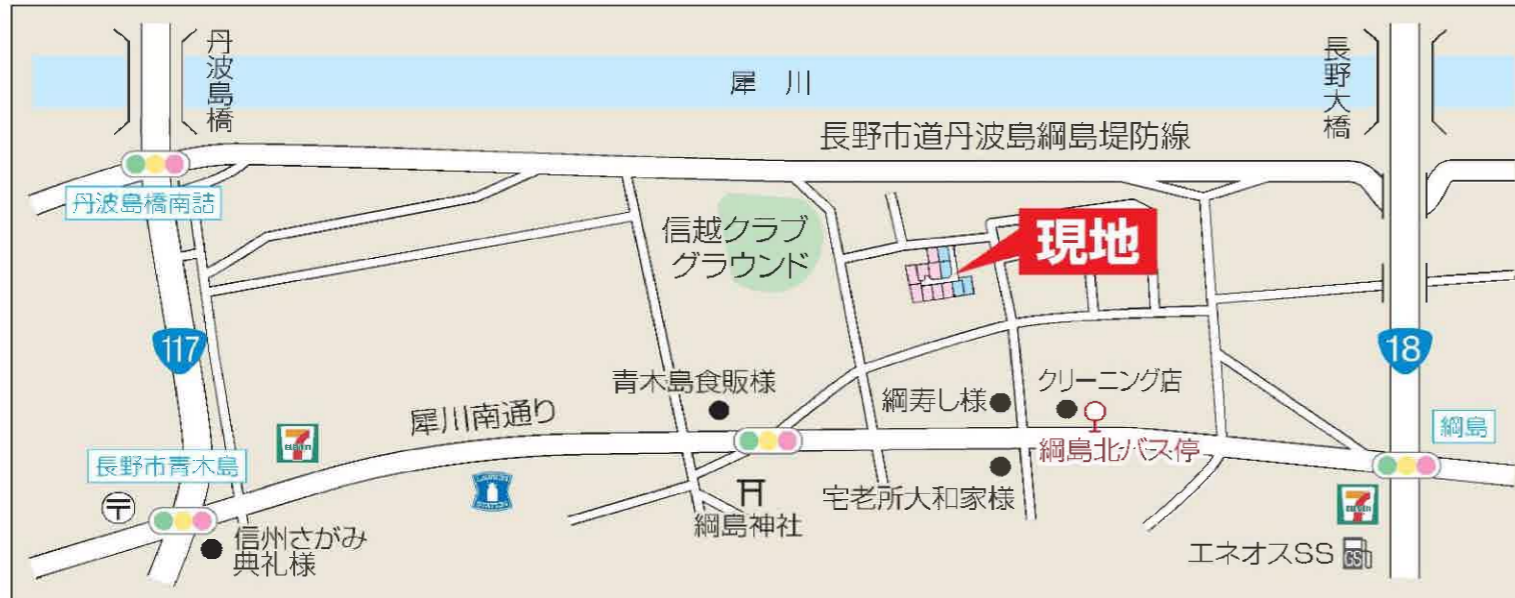 丹波島橋
犀川
長野大橋
長野市道丹波島綱島堤防線
丹波島橋南詰
信越クラブ
グラウンド
現地
117
18
青木島食販様
クリーニング店
綱寿し様
犀川南通り
綱島北バス停
綱島
長野市青木島
7
宅老所大和家様
綱島神社
7
信州さがみ
典礼様
エネオスSS
GS